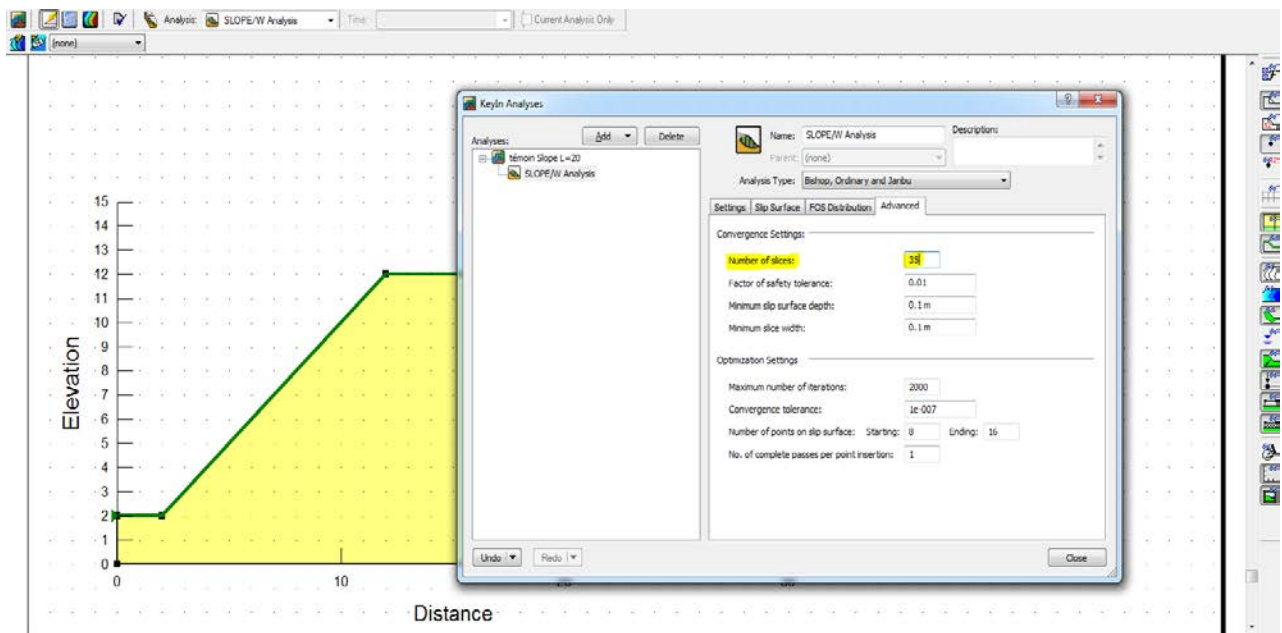 Analysis: SLOPE/W Analysis Time: Current Analysis Only
(none)
KeyIn Analyses
Analyses: Add Delete
témon Slope L=20
SLOPE/W Analysis
Name: SLOPE/W Analysis Description:
Parent: (none)
Analysis Type: Bishop, Ordinary and Janbu
Settings Slip Surface FOS Distribution Advanced
Convergence Settings:
Number of slices: 35
Factor of safety tolerance: 0.01
Minimum slip surface depth: 0.1 m
Minimum slice width: 0.1 m
Optimization Settings
Maximum number of iterations: 2000
Convergence tolerance: 1e-007
Number of points on slip surface: Starting: 8 Ending: 16
No. of complete passes per point insertion: 1
Undo Redo Close
15
14
13
12
11
10
9
8
7
6
5
4
3
2
1
0
Elevation
0 10 20 30
Distance